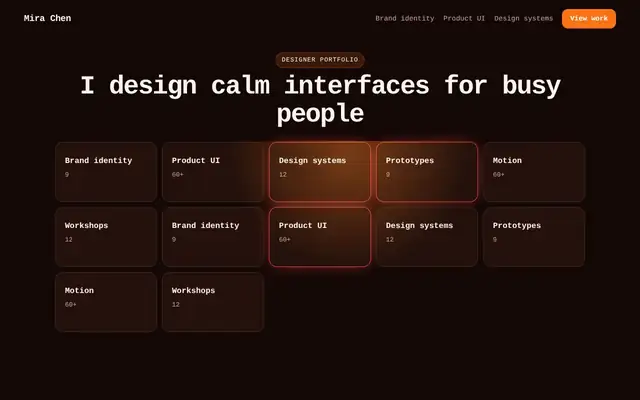 Mira Chen
Brand identity Product UI Design systems View work
DESIGNER PORTFOLIO
I design calm interfaces for busy
people
Brand identity
9
Product UI
60+
Design systems
12
Prototypes
9
Motion
60+
Workshops
12
Brand identity
9
Product UI
60+
Design systems
12
Prototypes
9
Motion
60+
Workshops
12